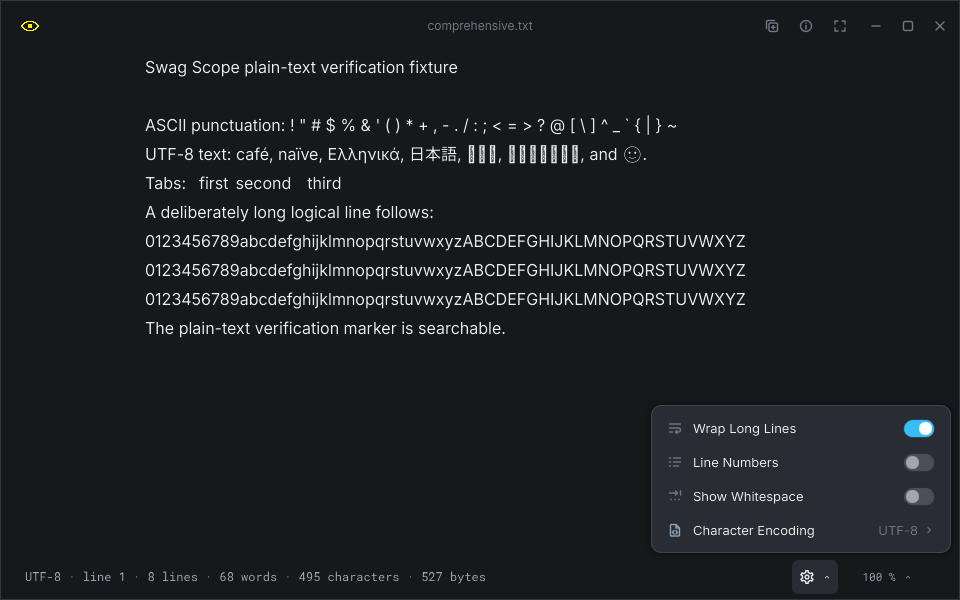 comprehensive.txt
Swag Scope plain-text verification fixture
ASCII punctuation: ! " # $ % & ' ( ) * + , - . / : ; < = > ? @ [ \ ] ^ _ ` { | } ~
UTF-8 text: café, naïve, Ελληνικά, 日本語, , , and 🙂.
Tabs: first second third
A deliberately long logical line follows:
0123456789abcdefghijklmnopqrstuvwxyzABCDEFGHIJKLMNOPQRSTUVWXYZ
0123456789abcdefghijklmnopqrstuvwxyzABCDEFGHIJKLMNOPQRSTUVWXYZ
0123456789abcdefghijklmnopqrstuvwxyzABCDEFGHIJKLMNOPQRSTUVWXYZ
The plain-text verification marker is searchable.
Wrap Long Lines
Line Numbers
Show Whitespace
Character Encoding UTF-8
UTF-8 · line 1 · 8 lines · 68 words · 495 characters · 527 bytes
100 %